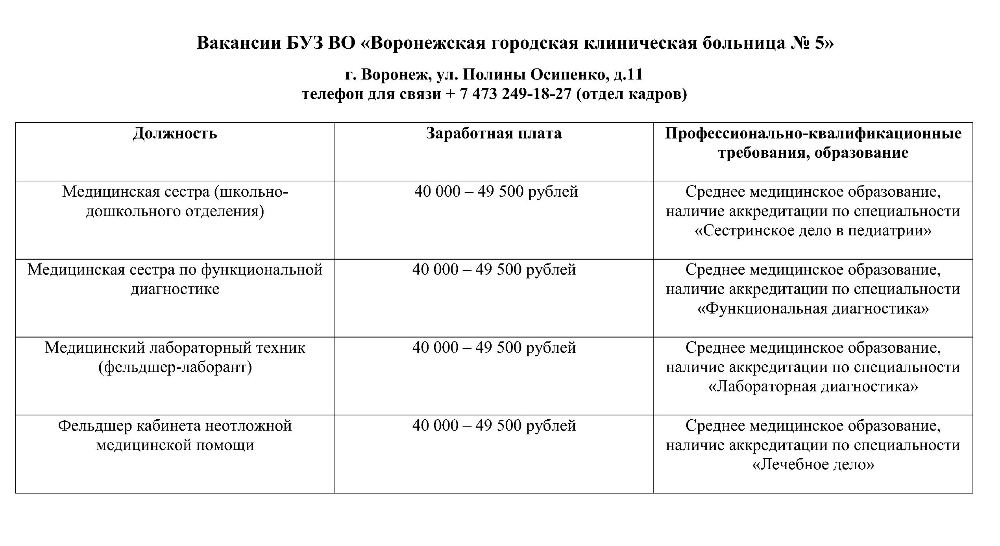 Вакансии БУЗ ВО «Воронежская городская клиническая больница № 5»
г. Воронеж, ул. Полины Осипенко, д.11
телефон для связи + 7 473 249-18-27 (отдел кадров)
Должность
Заработная плата
Профессионально-квалификационные
требования, образование
Медицинская сестра (школьно-
дошкольного отделения)
40 000 – 49 500 рублей
Среднее медицинское образование,
наличие аккредитации по специальности
«Сестринское дело в педиатрии»
Медицинская сестра по функциональной
диагностике
40 000 – 49 500 рублей
Среднее медицинское образование,
наличие аккредитации по специальности
«Функциональная диагностика»
Медицинский лабораторный техник
(фельдшер-лаборант)
40 000 – 49 500 рублей
Среднее медицинское образование,
наличие аккредитации по специальности
«Лабораторная диагностика»
Фельдшер кабинета неотложной
медицинской помощи
40 000 – 49 500 рублей
Среднее медицинское образование,
наличие аккредитации по специальности
«Лечебное дело»